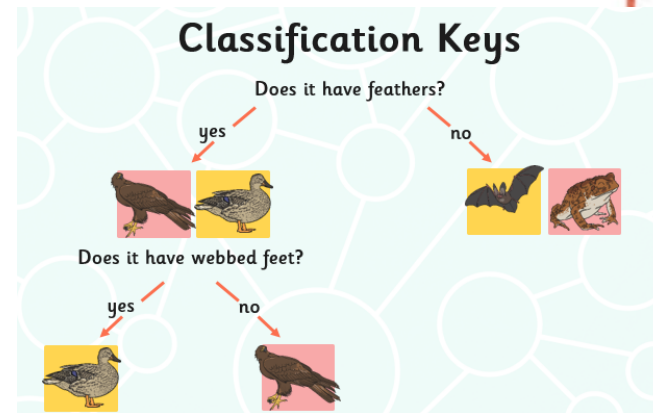 Classification Keys
Does it have feathers?
yes
no
Does it have webbed feet?
yes
no